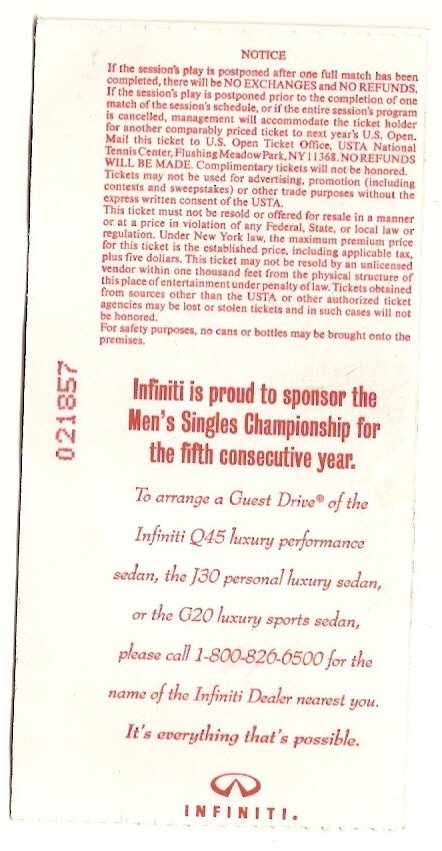 NOTICE
If the session's play is postponed after one full match has been
completed, there will be NO EXCHANGES and NO REFUNDS.
If the session's play is postponed prior to the completion of one
match of the session's schedule, or if the entire session's program
is cancelled, management will accommodate the ticket holder
for another comparably priced ticket to next year's U.S. Open.
Mail this ticket to U.S. Open Ticket Office, USTA National
Tennis Center, Flushing Meadow Park, NY 11368. NO REFUNDS
WILL BE MADE. Complimentary tickets will not be honored.
Tickets may not be used for advertising, promotion (including
contests and sweepstakes) or other trade purposes without the
express written consent of the USTA.
This ticket must not be resold or offered for resale in a manner
or at a price in violation of any Federal, State, or local law or
regulation. Under New York law, the maximum premium price
for this ticket is the established price, including applicable tax,
plus five dollars. This ticket may not be resold by an unlicensed
vendor within one thousand feet from the physical structure of
this place of entertainment under penalty of law. Tickets obtained
from sources other than the USTA or other authorized ticket
agencies may be lost or stolen tickets and in such cases will not
be honored.
For safety purposes, no cans or bottles may be brought onto the
premises.
021857
Infiniti is proud to sponsor the
Men's Singles Championship for
the fifth consecutive year.
To arrange a Guest Drive® of the
Infiniti Q45 luxury performance
sedan, the J30 personal luxury sedan,
or the G20 luxury sports sedan,
please call 1-800-826-6500 for the
name of the Infiniti Dealer nearest you.
It's everything that's possible.
INFINITI.